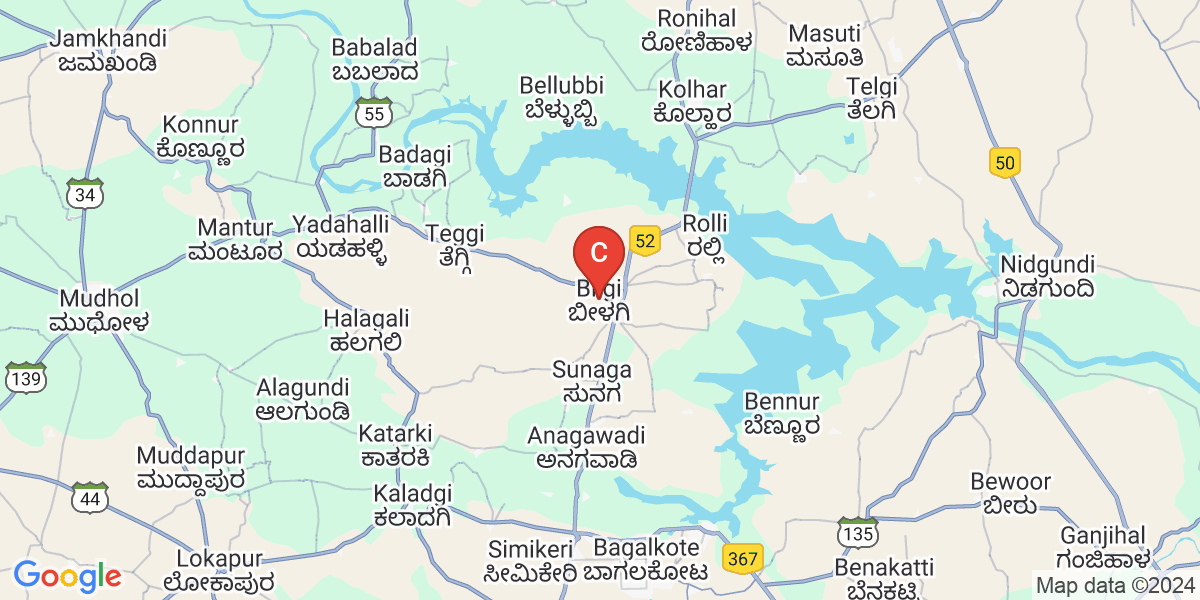 Ronihal
ರೋಣಿಹಾಳ
Masuti
ಮಸೂತಿ
Jamkhandi
ಜಮಖಂಡಿ
Babalad
ಬಬಲಾದ
Bellubbi
ಬೆಳ್ಳುಬ್ಬಿ
Kolhar
ಕೊಲ್ಹಾರ
Telgi
ತೆಲಗಿ
55
Konnur
ಕೊಣ್ಣೂರ
Badagi
ಬಾಡಗಿ
50
34
Mantur
ಮಂಟೂರ
Yadahalli
ಯಡಹಳ್ಳಿ
Teggi
ತೆಗ್ಗಿ
C
52
Rolli
ರಲ್ಲಿ
Nidgundi
ನಿಡಗುಂದಿ
Mudhol
ಮುಧೋಳ
Bilgi
ಬೀಳಗಿ
Halagali
ಹಲಗಲಿ
139
Sunaga
ಸುನಗ
Alagundi
ಆಲಗುಂಡಿ
Bennur
ಬೆಣ್ಣೂರ
Katarki
ಕಾತರಕಿ
Anagawadi
ಅನಗವಾಡಿ
Muddapur
ಮುದ್ದಾಪುರ
44
Kaladgi
ಕಲಾದಗಿ
Bewoor
ಬೀರು
135
Ganjihal
ಗಂಜಿಹಾಳ
Lokapur
ಲೋಕಾಪುರ
Simikeri
ಸೀಮಿಕೇರಿ
Bagalkote
ಬಾಗಲಕೋಟ
367
Benakatti
ಬೆನಕಟ್ಟಿ
Google
Map data ©2024